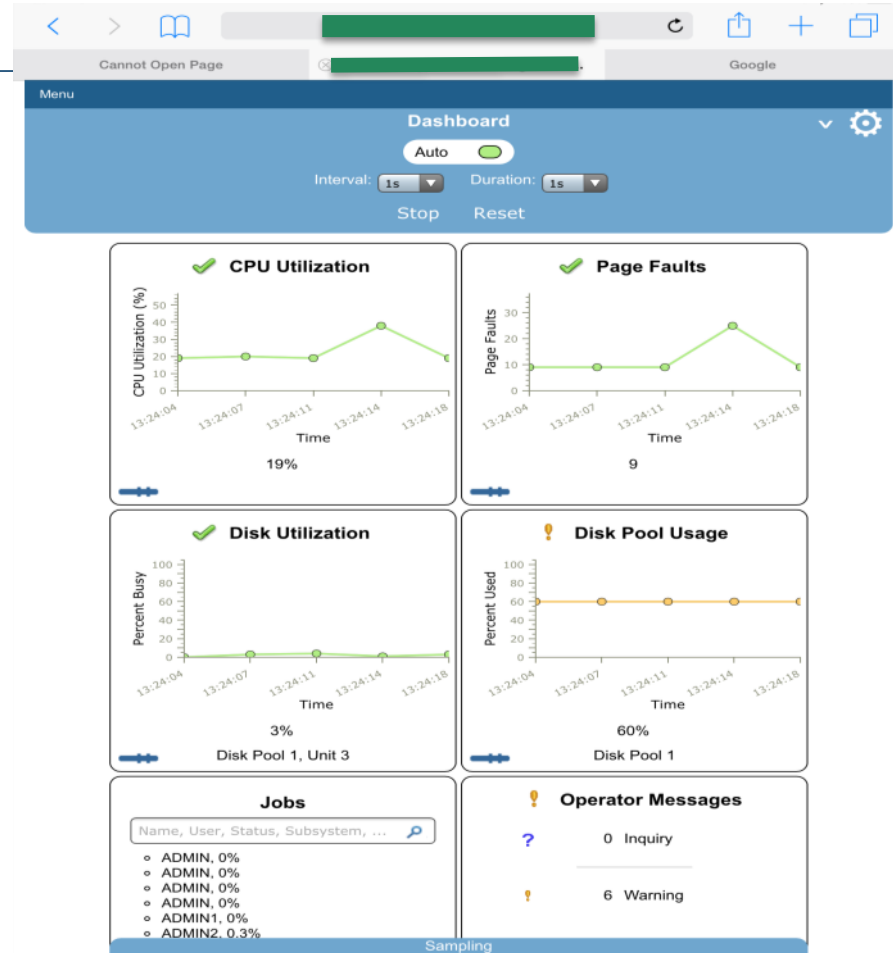 Cannot Open Page
Google
Menu
Dashboard
Auto
Interval: 1s Duration: 1s
Stop Reset
CPU Utilization
CPU Utilization (%)
50
40
30
20
10
0
13:24:04 13:24:07 13:24:11 13:24:14 13:24:18
Time
19%
Page Faults
Page Faults
30
20
10
0
13:24:04 13:24:07 13:24:11 13:24:14 13:24:18
Time
9
Disk Utilization
Percent Busy
100
80
60
40
20
0
13:24:04 13:24:07 13:24:11 13:24:14 13:24:18
Time
3%
Disk Pool 1, Unit 3
Disk Pool Usage
Percent Used
100
80
60
40
20
0
13:24:04 13:24:07 13:24:11 13:24:14 13:24:18
Time
60%
Disk Pool 1
Jobs
Name, User, Status, Subsystem, ...
ADMIN, 0%
ADMIN, 0%
ADMIN, 0%
ADMIN, 0%
ADMIN1, 0%
ADMIN2, 0.3%
Operator Messages
? 0 Inquiry
6 Warning
Sampling